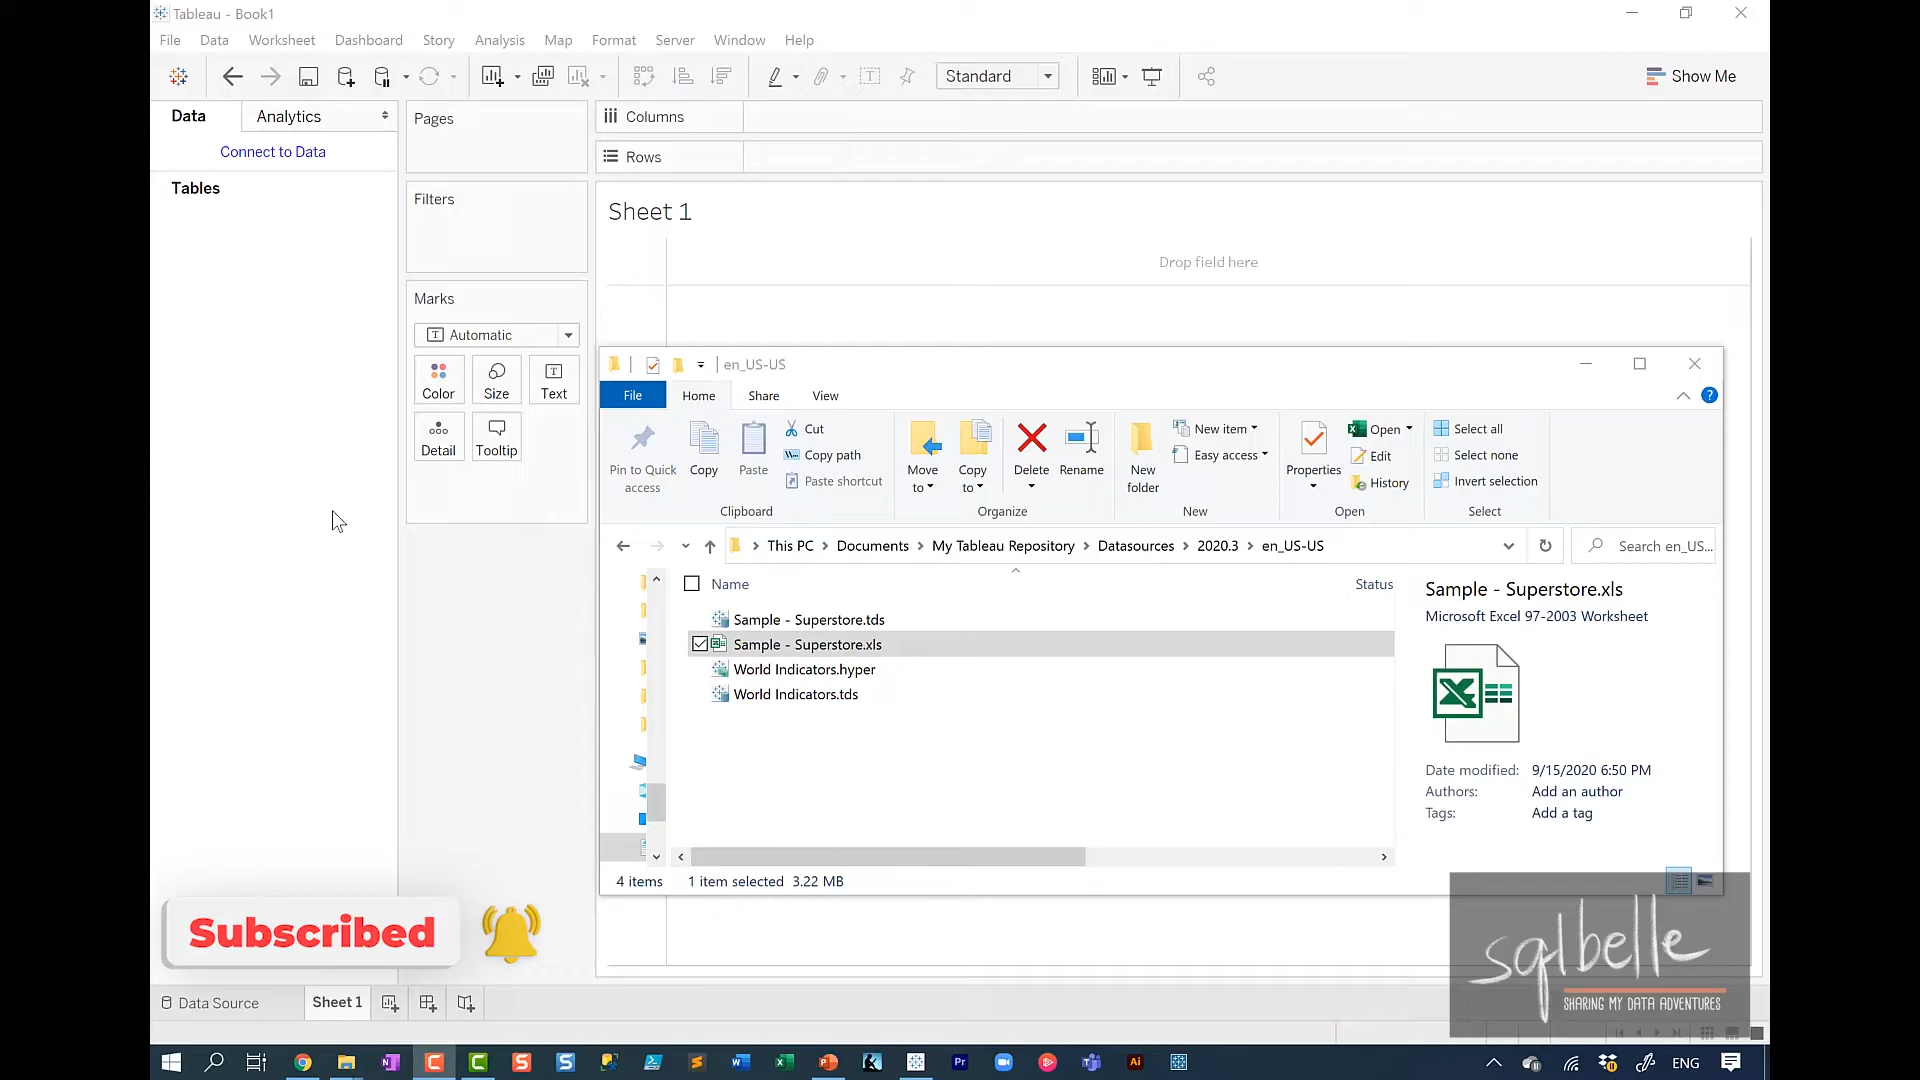 Tableau - Book1
File Data Worksheet Dashboard Story Analysis Map Format Server Window Help
Standard
Show Me
Data Analytics
Connect to Data
Tables
Pages
Filters
Marks
Automatic
Color Size Text
Detail Tooltip
Columns
Rows
Sheet 1
Drop field here
en_US-US
File Home Share View
Pin to Quick access
Copy
Paste
Cut
Copy path
Paste shortcut
Clipboard
Move to
Copy to
Delete
Rename
Organize
New folder
New item
Easy access
New
Properties
Open
Edit
History
Open
Select all
Select none
Invert selection
Select
This PC Documents My Tableau Repository Datasources 2020.3 en_US-US
Search en_US...
Name Status
Sample - Superstore.tds
Sample - Superstore.xls
World Indicators.hyper
World Indicators.tds
Sample - Superstore.xls
Microsoft Excel 97-2003 Worksheet
Date modified: 9/15/2020 6:50 PM
Authors: Add an author
Tags: Add a tag
4 items 1 item selected 3.22 MB
Subscribed
sqlbelle
SHARING MY DATA ADVENTURES
Data Source Sheet 1
ENG